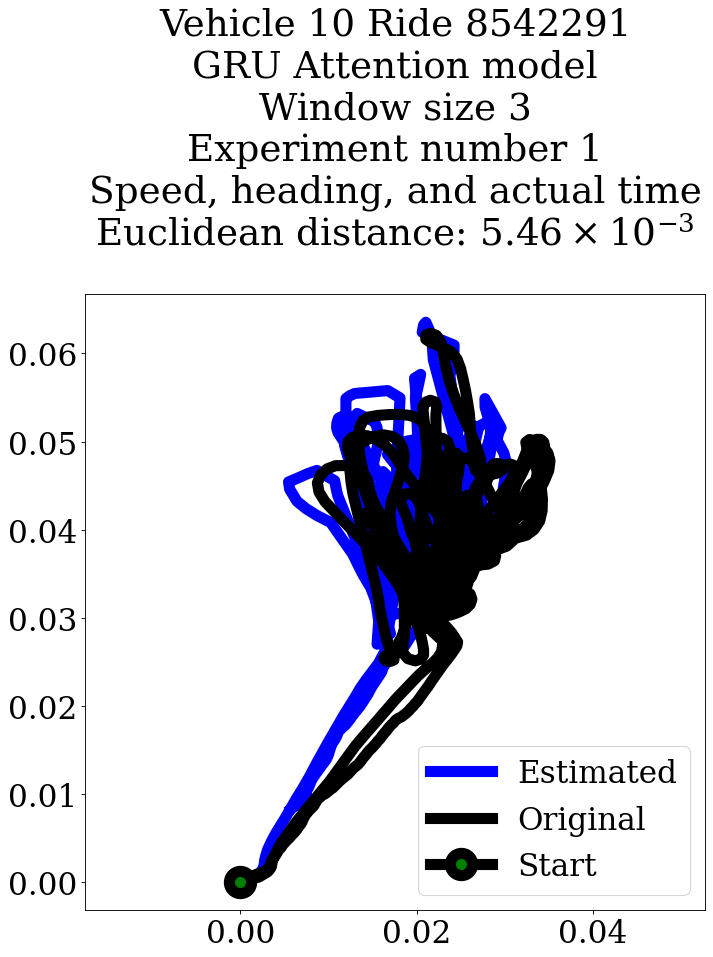 Vehicle 10 Ride 8542291
GRU Attention model
Window size 3
Experiment number 1
Speed, heading, and actual time
Euclidean distance: 5.46 × 10⁻³
0.06
0.05
0.04
0.03
0.02
0.01
0.00
Estimated
Original
Start
0.00 0.02 0.04